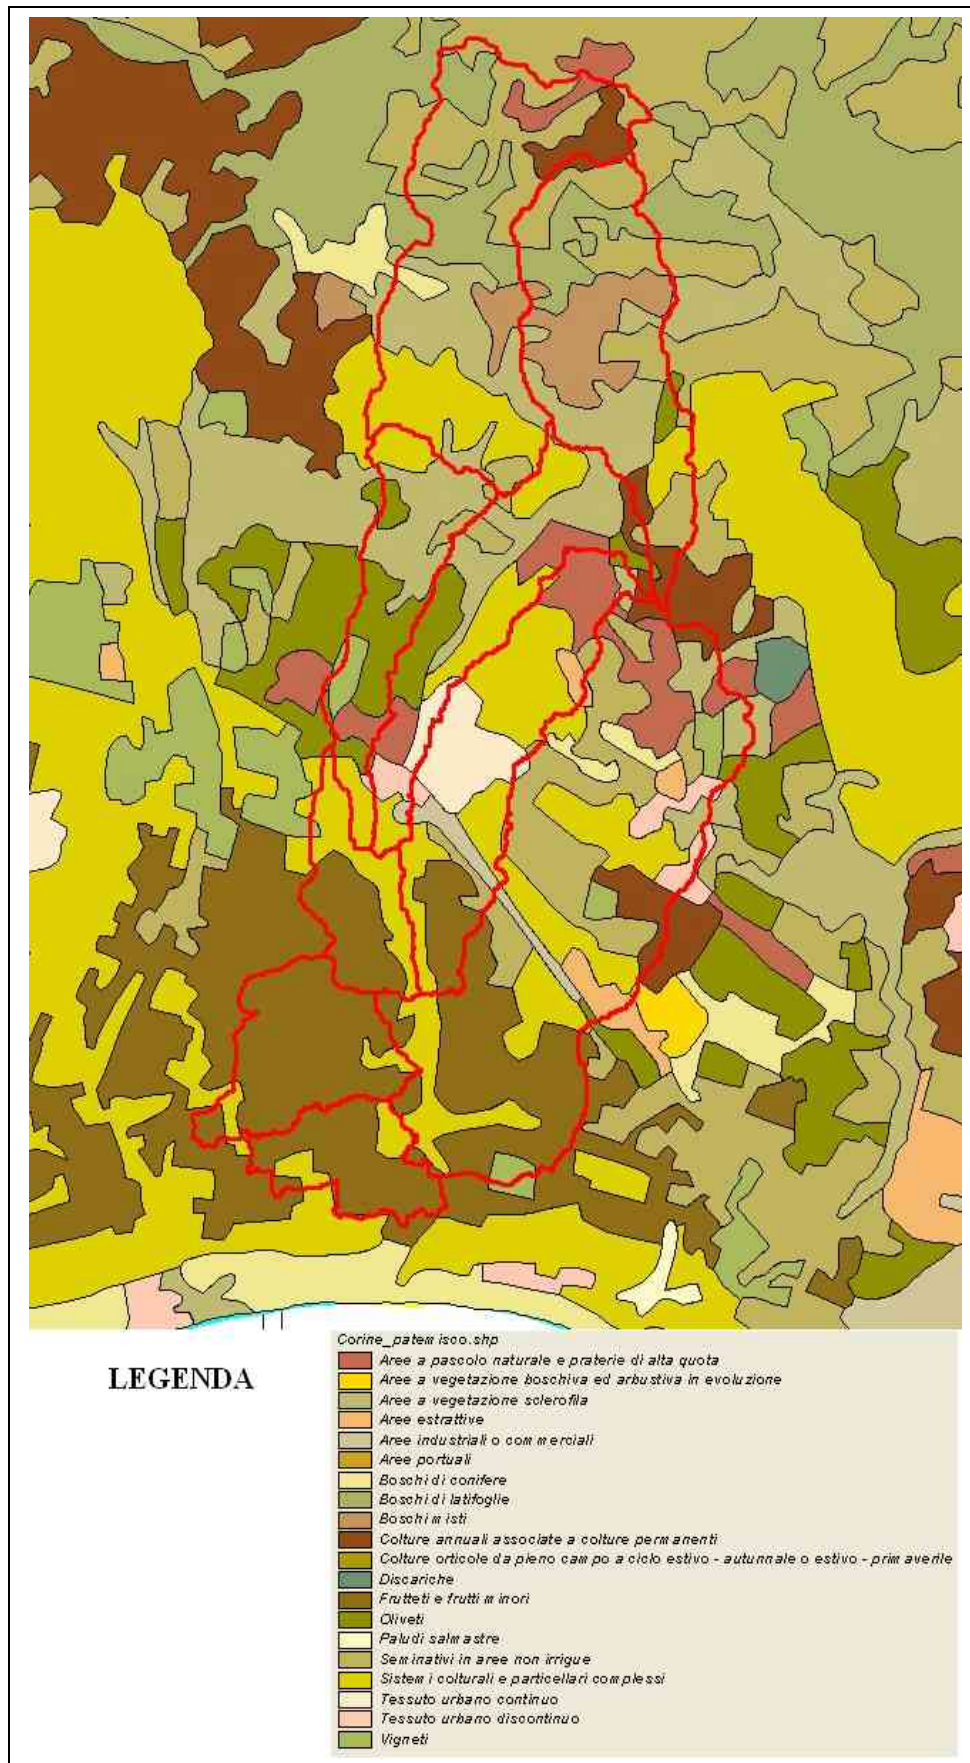 LEGENDA
Corine_patemisco.shp
Aree a pascolo naturale e praterie di alta quota
Aree a vegetazione boschiva ed arbustiva in evoluzione
Aree a vegetazione sclerofila
Aree estrattive
Aree industriali o commerciali
Aree portuali
Boschi di conifere
Boschi di latifoglie
Boschi misti
Colture annuali associate a colture permanenti
Colture orticole da pieno campo a ciclo estivo - autunnale o estivo - primaverile
Discariche
Frutteti e frutti minori
Oliveti
Paludi salmastre
Seminativi in aree non irrigue
Sistemi colturali e particellari complessi
Tessuto urbano continuo
Tessuto urbano discontinuo
Vigneti